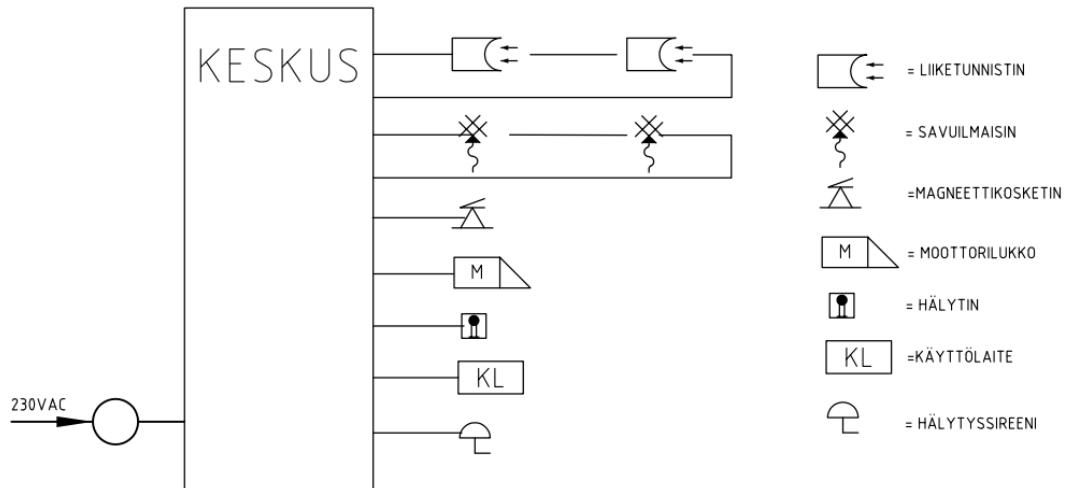 KESKUS
230VAC
M
KL
= LIIKETUNNISTIN
= SAVUILMAISIN
=MAGNEETTIKOSKETIN
M = MOOTTORILUKKO
= HÄLYTIN
KL =KÄYTTÖLAITE
= HÄLYTYSSIREENI